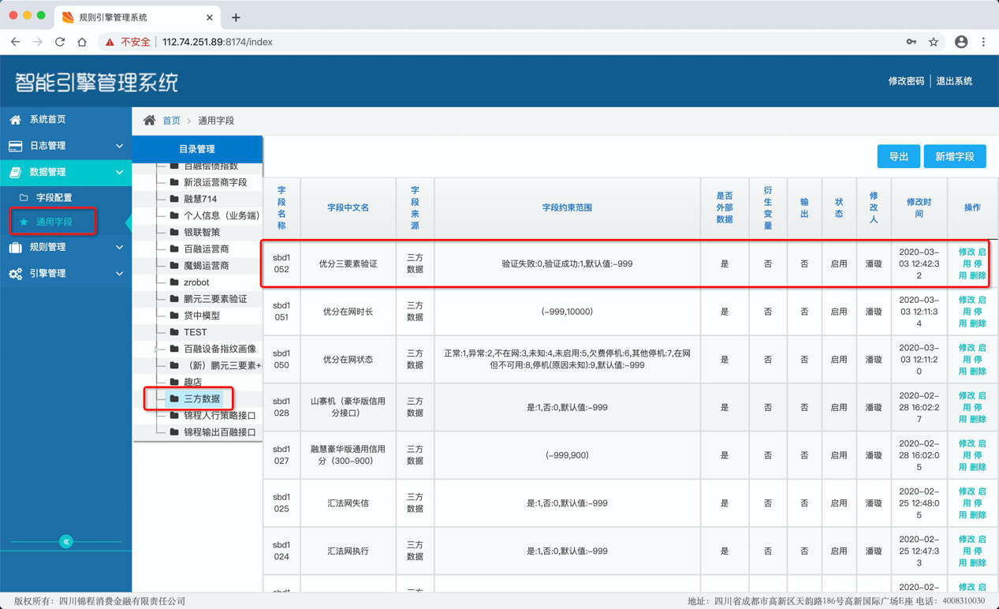 规则引擎管理系统
不安全 112.74.251.89:8174/index
智能引擎管理系统
修改密码 退出系统
系统首页
日志管理
数据管理
字段配置
通用字段
规则管理
引擎管理
首页 > 通用字段
目录管理
百融偿债指数
新浪运营商字段
融慧714
个人信息（业务端）
银联智策
百融运营商
魔蝎运营商
zrobot
鹏元三要素验证
贷中模型
TEST
百融设备指纹画像
（新）鹏元三要素+
趣店
三方数据
锦程人行策略接口
锦程输出百融接口
导出 新增字段
字段名称 字段中文名 字段来源 字段约束范围 是否外部数据 衍生变量 输出 状态 修改人 修改时间 操作
sbd1052 优分三要素验证 三方数据 验证失败:0,验证成功:1,默认值:-999 是 否 否 启用 潘璇 2020-03-03 12:42:32 修改 启用 停用 删除
sbd1051 优分在网时长 三方数据 (-999,10000) 是 否 否 启用 潘璇 2020-03-03 12:11:34 修改 启用 停用 删除
sbd1050 优分在网状态 三方数据 正常:1,异常:2,不在网:3,未知:4,未启用:5,欠费停机:6,其他停机:7,在网但不可用:8,停机(原因未知):9,默认值:-999 是 否 否 启用 潘璇 2020-03-03 12:11:20 修改 启用 停用 删除
sbd1028 山寨机（豪华版信用分接口） 三方数据 是:1,否:0,默认值:-999 是 否 否 启用 潘璇 2020-02-28 16:02:27 修改 启用 停用 删除
sbd1027 融慧豪华版通用信用分（300-900） 三方数据 (-999,900) 是 否 否 启用 潘璇 2020-02-28 16:02:05 修改 启用 停用 删除
sbd1025 汇法网失信 三方数据 是:1,否:0,默认值:-999 是 否 否 启用 潘璇 2020-02-25 12:48:05 修改 启用 停用 删除
sbd1024 汇法网执行 三方数据 是:1,否:0,默认值:-999 是 否 否 启用 潘璇 2020-02-25 12:47:33 修改 启用 停用 删除
2020-02- 修改 启
版权所有：四川锦程消费金融有限责任公司 地址：四川省成都市高新区天韵路186号高新国际广场E座 电话：4008310030